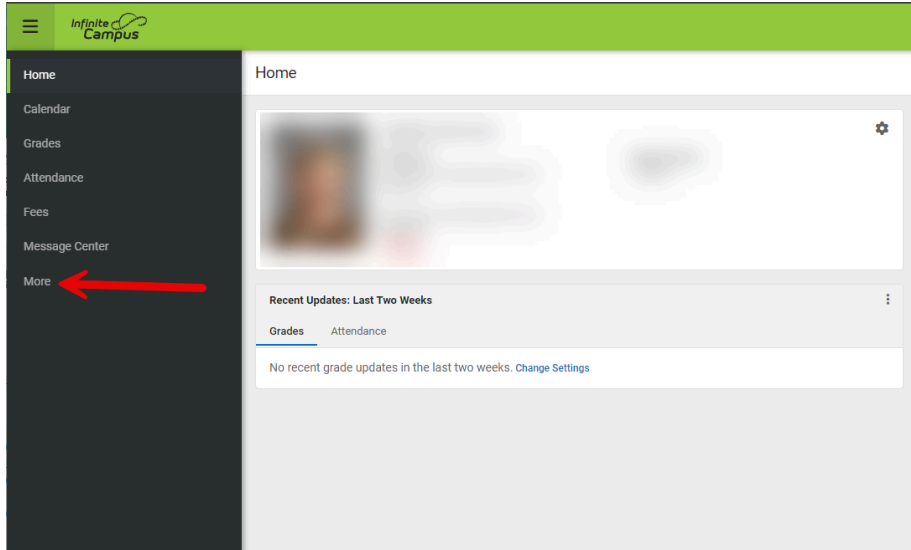 Infinite
Campus
Home
Calendar
Grades
Attendance
Fees
Message Center
More
Home
Recent Updates: Last Two Weeks
Grades Attendance
No recent grade updates in the last two weeks. Change Settings